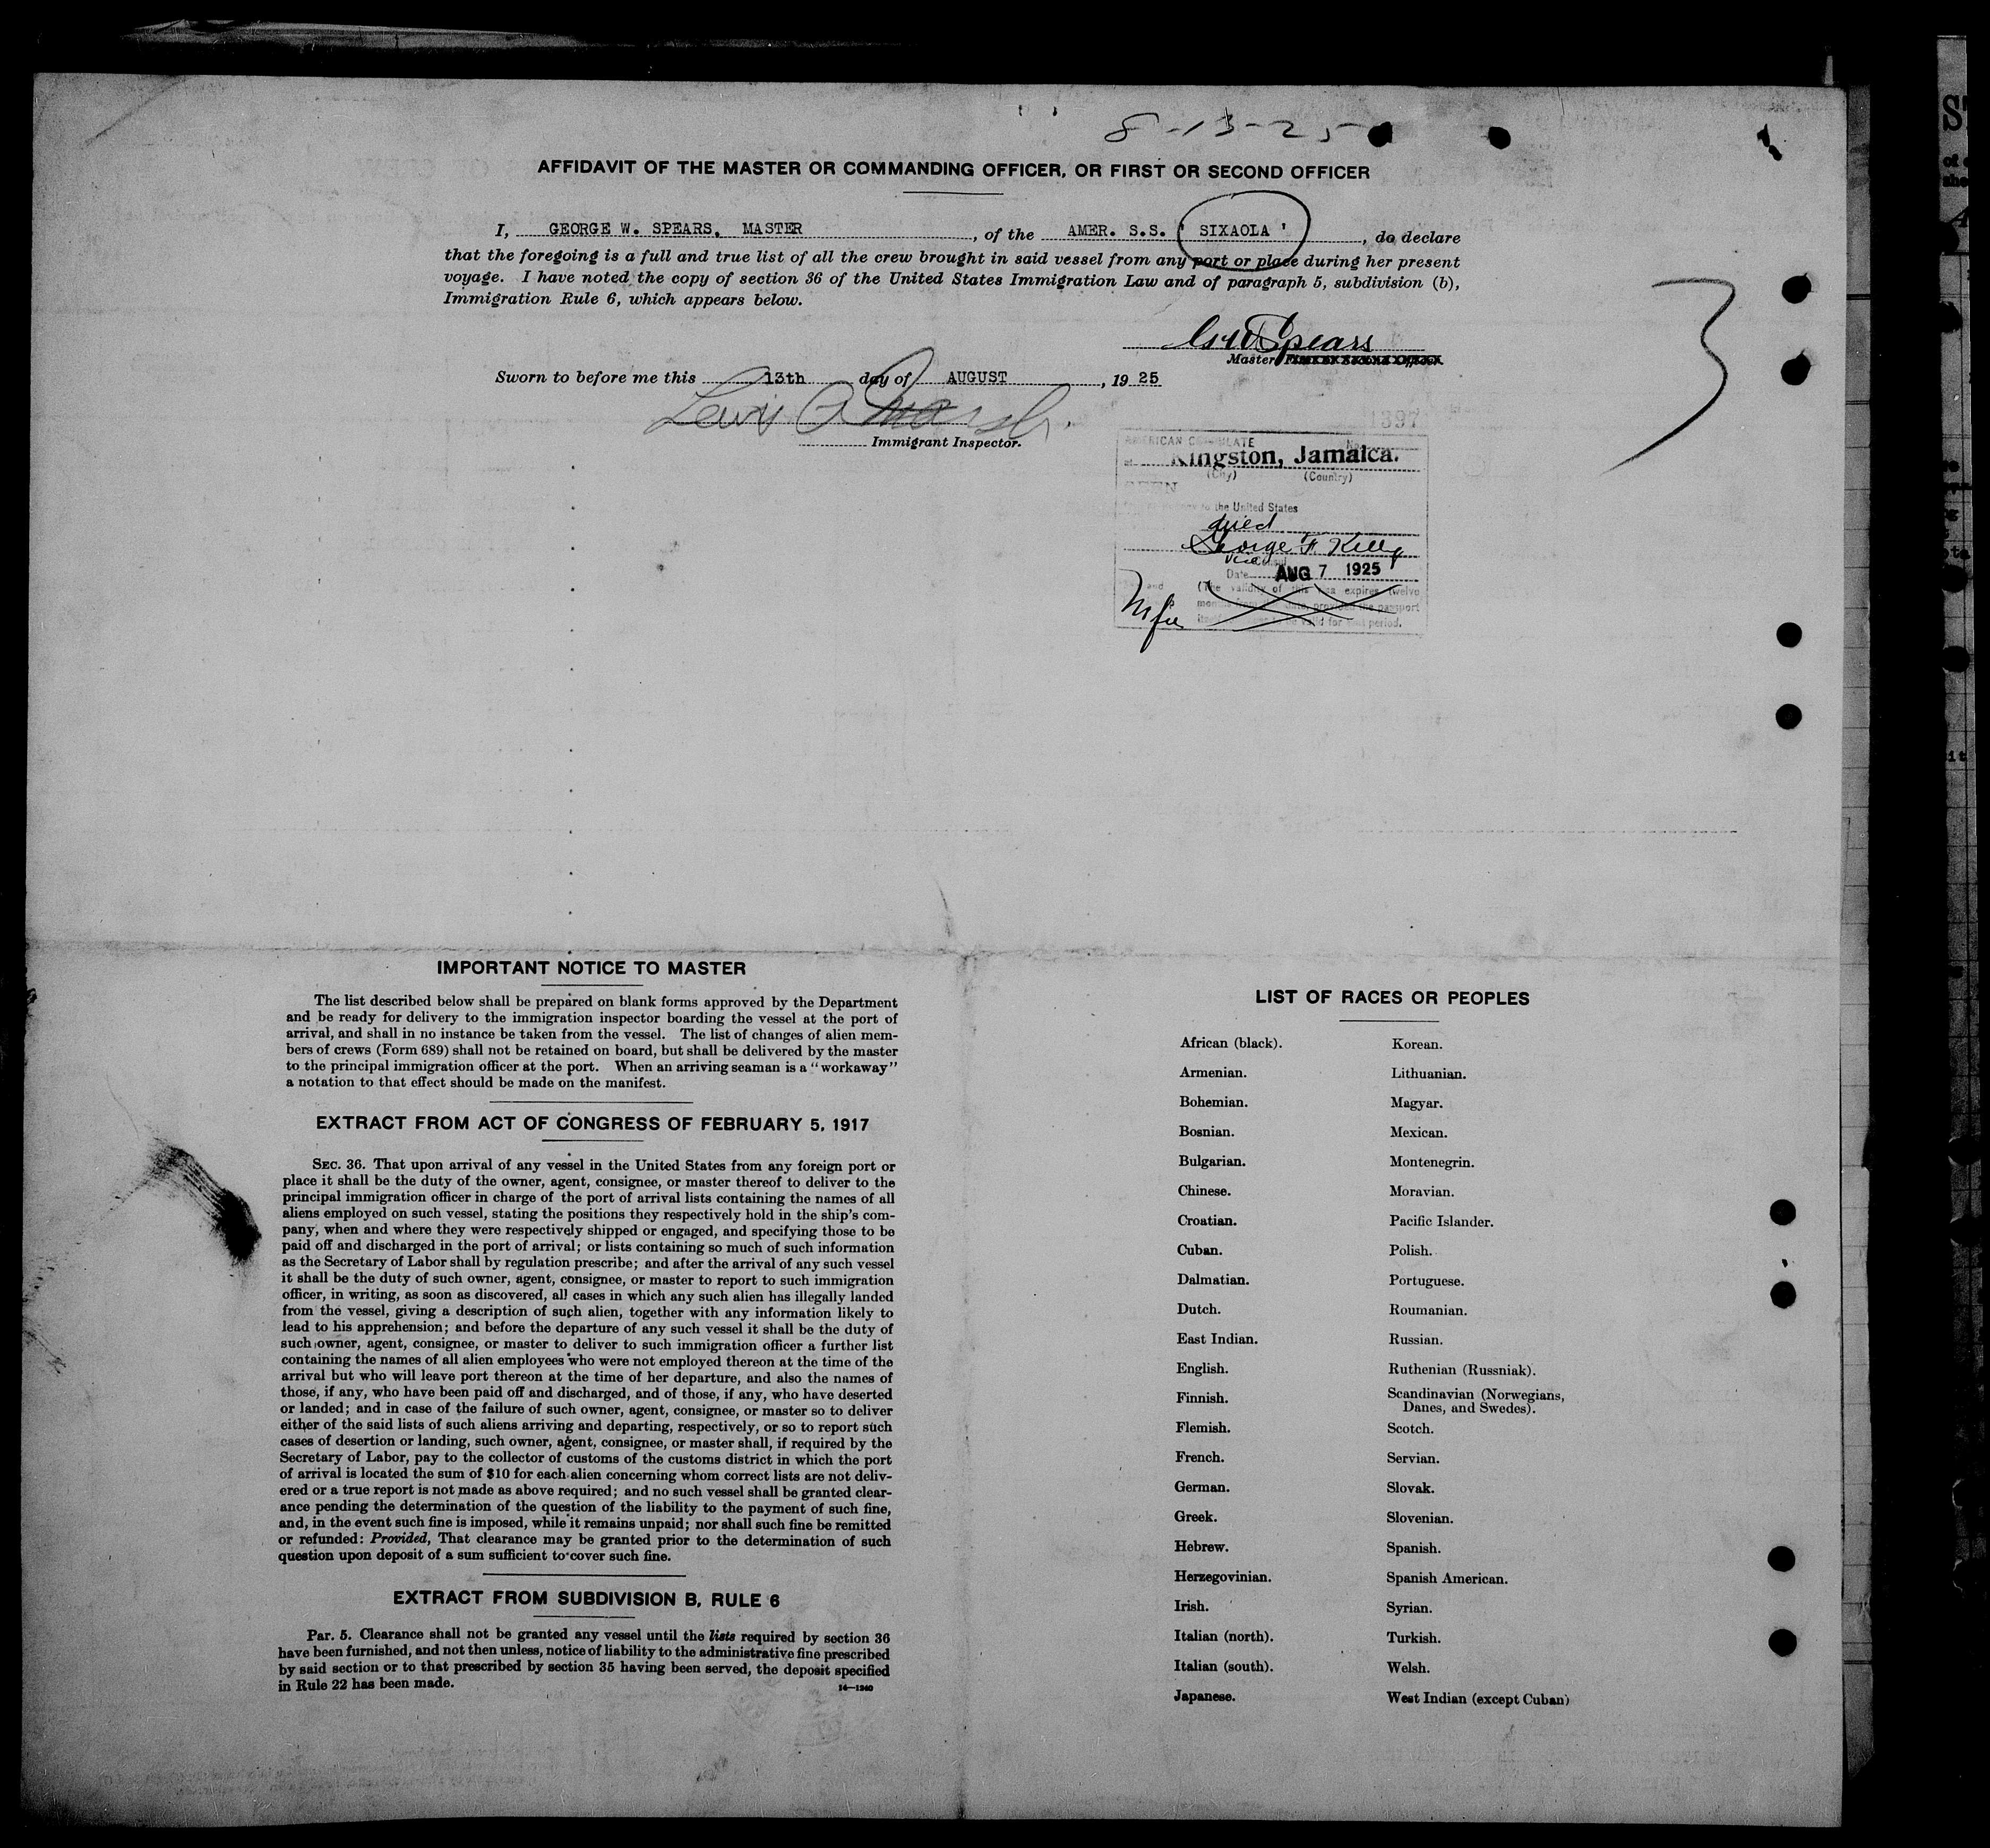 8-13-25
AFFIDAVIT OF THE MASTER OR COMMANDING OFFICER, OR FIRST OR SECOND OFFICER
I, GEORGE W. SPEARS, MASTER, of the AMER. S.S. ' SIXAOLA ', do declare
that the foregoing is a full and true list of all the crew brought in said vessel from any port or place during her present
voyage. I have noted the copy of section 36 of the United States Immigration Law and of paragraph 5, subdivision (b),
Immigration Rule 6, which appears below.
3
G W Spears
Master
Sworn to before me this 13th day of AUGUST, 19 25
Immigrant Inspector.
1397
AMERICAN CONSULATE
Kingston, Jamaica.
(City) (Country)
SEEN
to the United States
George F. Kelly
Vice Consul
Date AUG 7 1925
(The validity of this visa expires twelve
months from this date, provided the passport
valid for that period.
IMPORTANT NOTICE TO MASTER
The list described below shall be prepared on blank forms approved by the Department
and be ready for delivery to the immigration inspector boarding the vessel at the port of
arrival, and shall in no instance be taken from the vessel. The list of changes of alien mem-
bers of crews (Form 689) shall not be retained on board, but shall be delivered by the master
to the principal immigration officer at the port. When an arriving seaman is a "workaway"
a notation to that effect should be made on the manifest.
EXTRACT FROM ACT OF CONGRESS OF FEBRUARY 5, 1917
SEC. 36. That upon arrival of any vessel in the United States from any foreign port or
place it shall be the duty of the owner, agent, consignee, or master thereof to deliver to the
principal immigration officer in charge of the port of arrival lists containing the names of all
aliens employed on such vessel, stating the positions they respectively hold in the ship's com-
pany, when and where they were respectively shipped or engaged, and specifying those to be
paid off and discharged in the port of arrival; or lists containing so much of such information
as the Secretary of Labor shall by regulation prescribe; and after the arrival of any such vessel
it shall be the duty of such owner, agent, consignee, or master to report to such immigration
officer, in writing, as soon as discovered, all cases in which any such alien has illegally landed
from the vessel, giving a description of such alien, together with any information likely to
lead to his apprehension; and before the departure of any such vessel it shall be the duty of
such owner, agent, consignee, or master to deliver to such immigration officer a further list
containing the names of all alien employees who were not employed thereon at the time of the
arrival but who will leave port thereon at the time of her departure, and also the names of
those, if any, who have been paid off and discharged, and of those, if any, who have deserted
or landed; and in case of the failure of such owner, agent, consignee, or master so to deliver
either of the said lists of such aliens arriving and departing, respectively, or so to report such
cases of desertion or landing, such owner, agent, consignee, or master shall, if required by the
Secretary of Labor, pay to the collector of customs of the customs district in which the port
of arrival is located the sum of $10 for each alien concerning whom correct lists are not deliv-
ered or a true report is not made as above required; and no such vessel shall be granted clear-
ance pending the determination of the question of the liability to the payment of such fine,
and, in the event such fine is imposed, while it remains unpaid; nor shall such fine be remitted
or refunded: Provided, That clearance may be granted prior to the determination of such
question upon deposit of a sum sufficient to cover such fine.
EXTRACT FROM SUBDIVISION B, RULE 6
Par. 5. Clearance shall not be granted any vessel until the lists required by section 36
have been furnished, and not then unless, notice of liability to the administrative fine prescribed
by said section or to that prescribed by section 35 having been served, the deposit specified
in Rule 22 has been made.
14—1240
LIST OF RACES OR PEOPLES
African (black). Korean.
Armenian. Lithuanian.
Bohemian. Magyar.
Bosnian. Mexican.
Bulgarian. Montenegrin.
Chinese. Moravian.
Croatian. Pacific Islander.
Cuban. Polish.
Dalmatian. Portuguese.
Dutch. Roumanian.
East Indian. Russian.
English. Ruthenian (Russniak).
Finnish. Scandinavian (Norwegians,
Danes, and Swedes).
Flemish. Scotch.
French. Servian.
German. Slovak.
Greek. Slovenian.
Hebrew. Spanish.
Herzegovinian. Spanish American.
Irish. Syrian.
Italian (north). Turkish.
Italian (south). Welsh.
Japanese. West Indian (except Cuban)